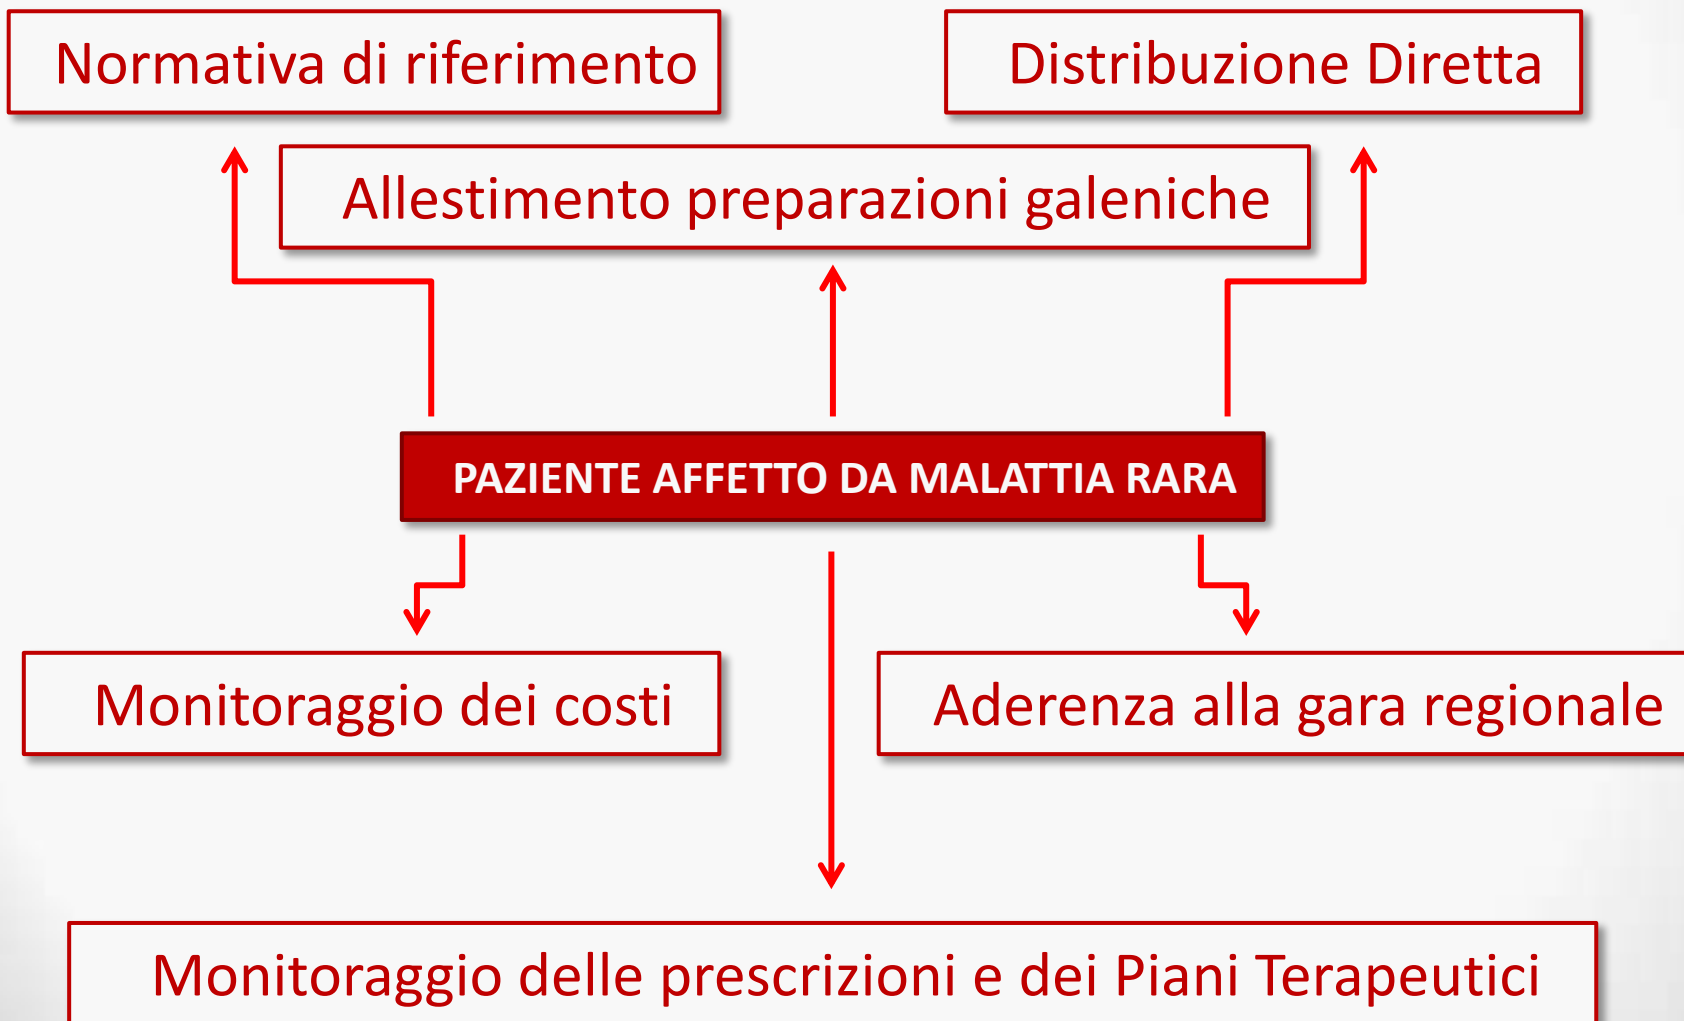 Normativa di riferimento
Distribuzione Diretta
Allestimento preparazioni galeniche
PAZIENTE AFFETTO DA MALATTIA RARA
Monitoraggio dei costi
Aderenza alla gara regionale
Monitoraggio delle prescrizioni e dei Piani Terapeutici